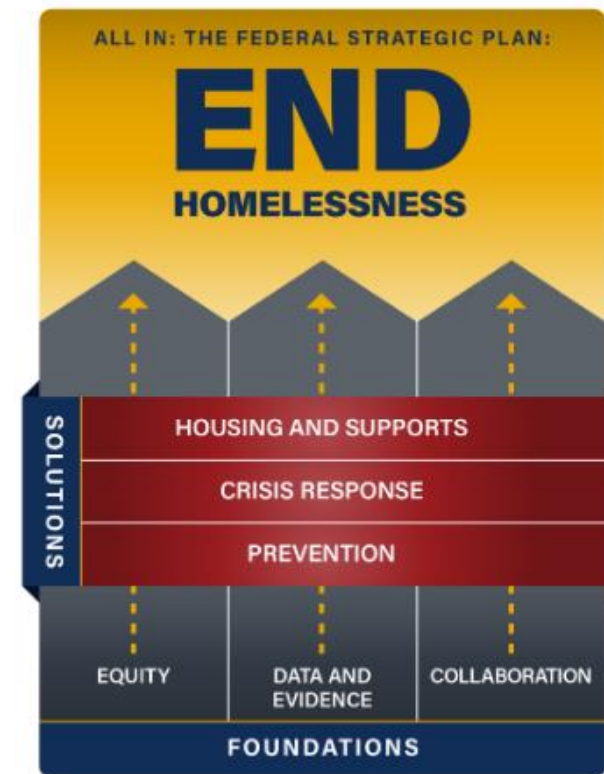 ALL IN: THE FEDERAL STRATEGIC PLAN:
END
HOMELESSNESS
SOLUTIONS
HOUSING AND SUPPORTS
CRISIS RESPONSE
PREVENTION
EQUITY
DATA AND
EVIDENCE
COLLABORATION
FOUNDATIONS